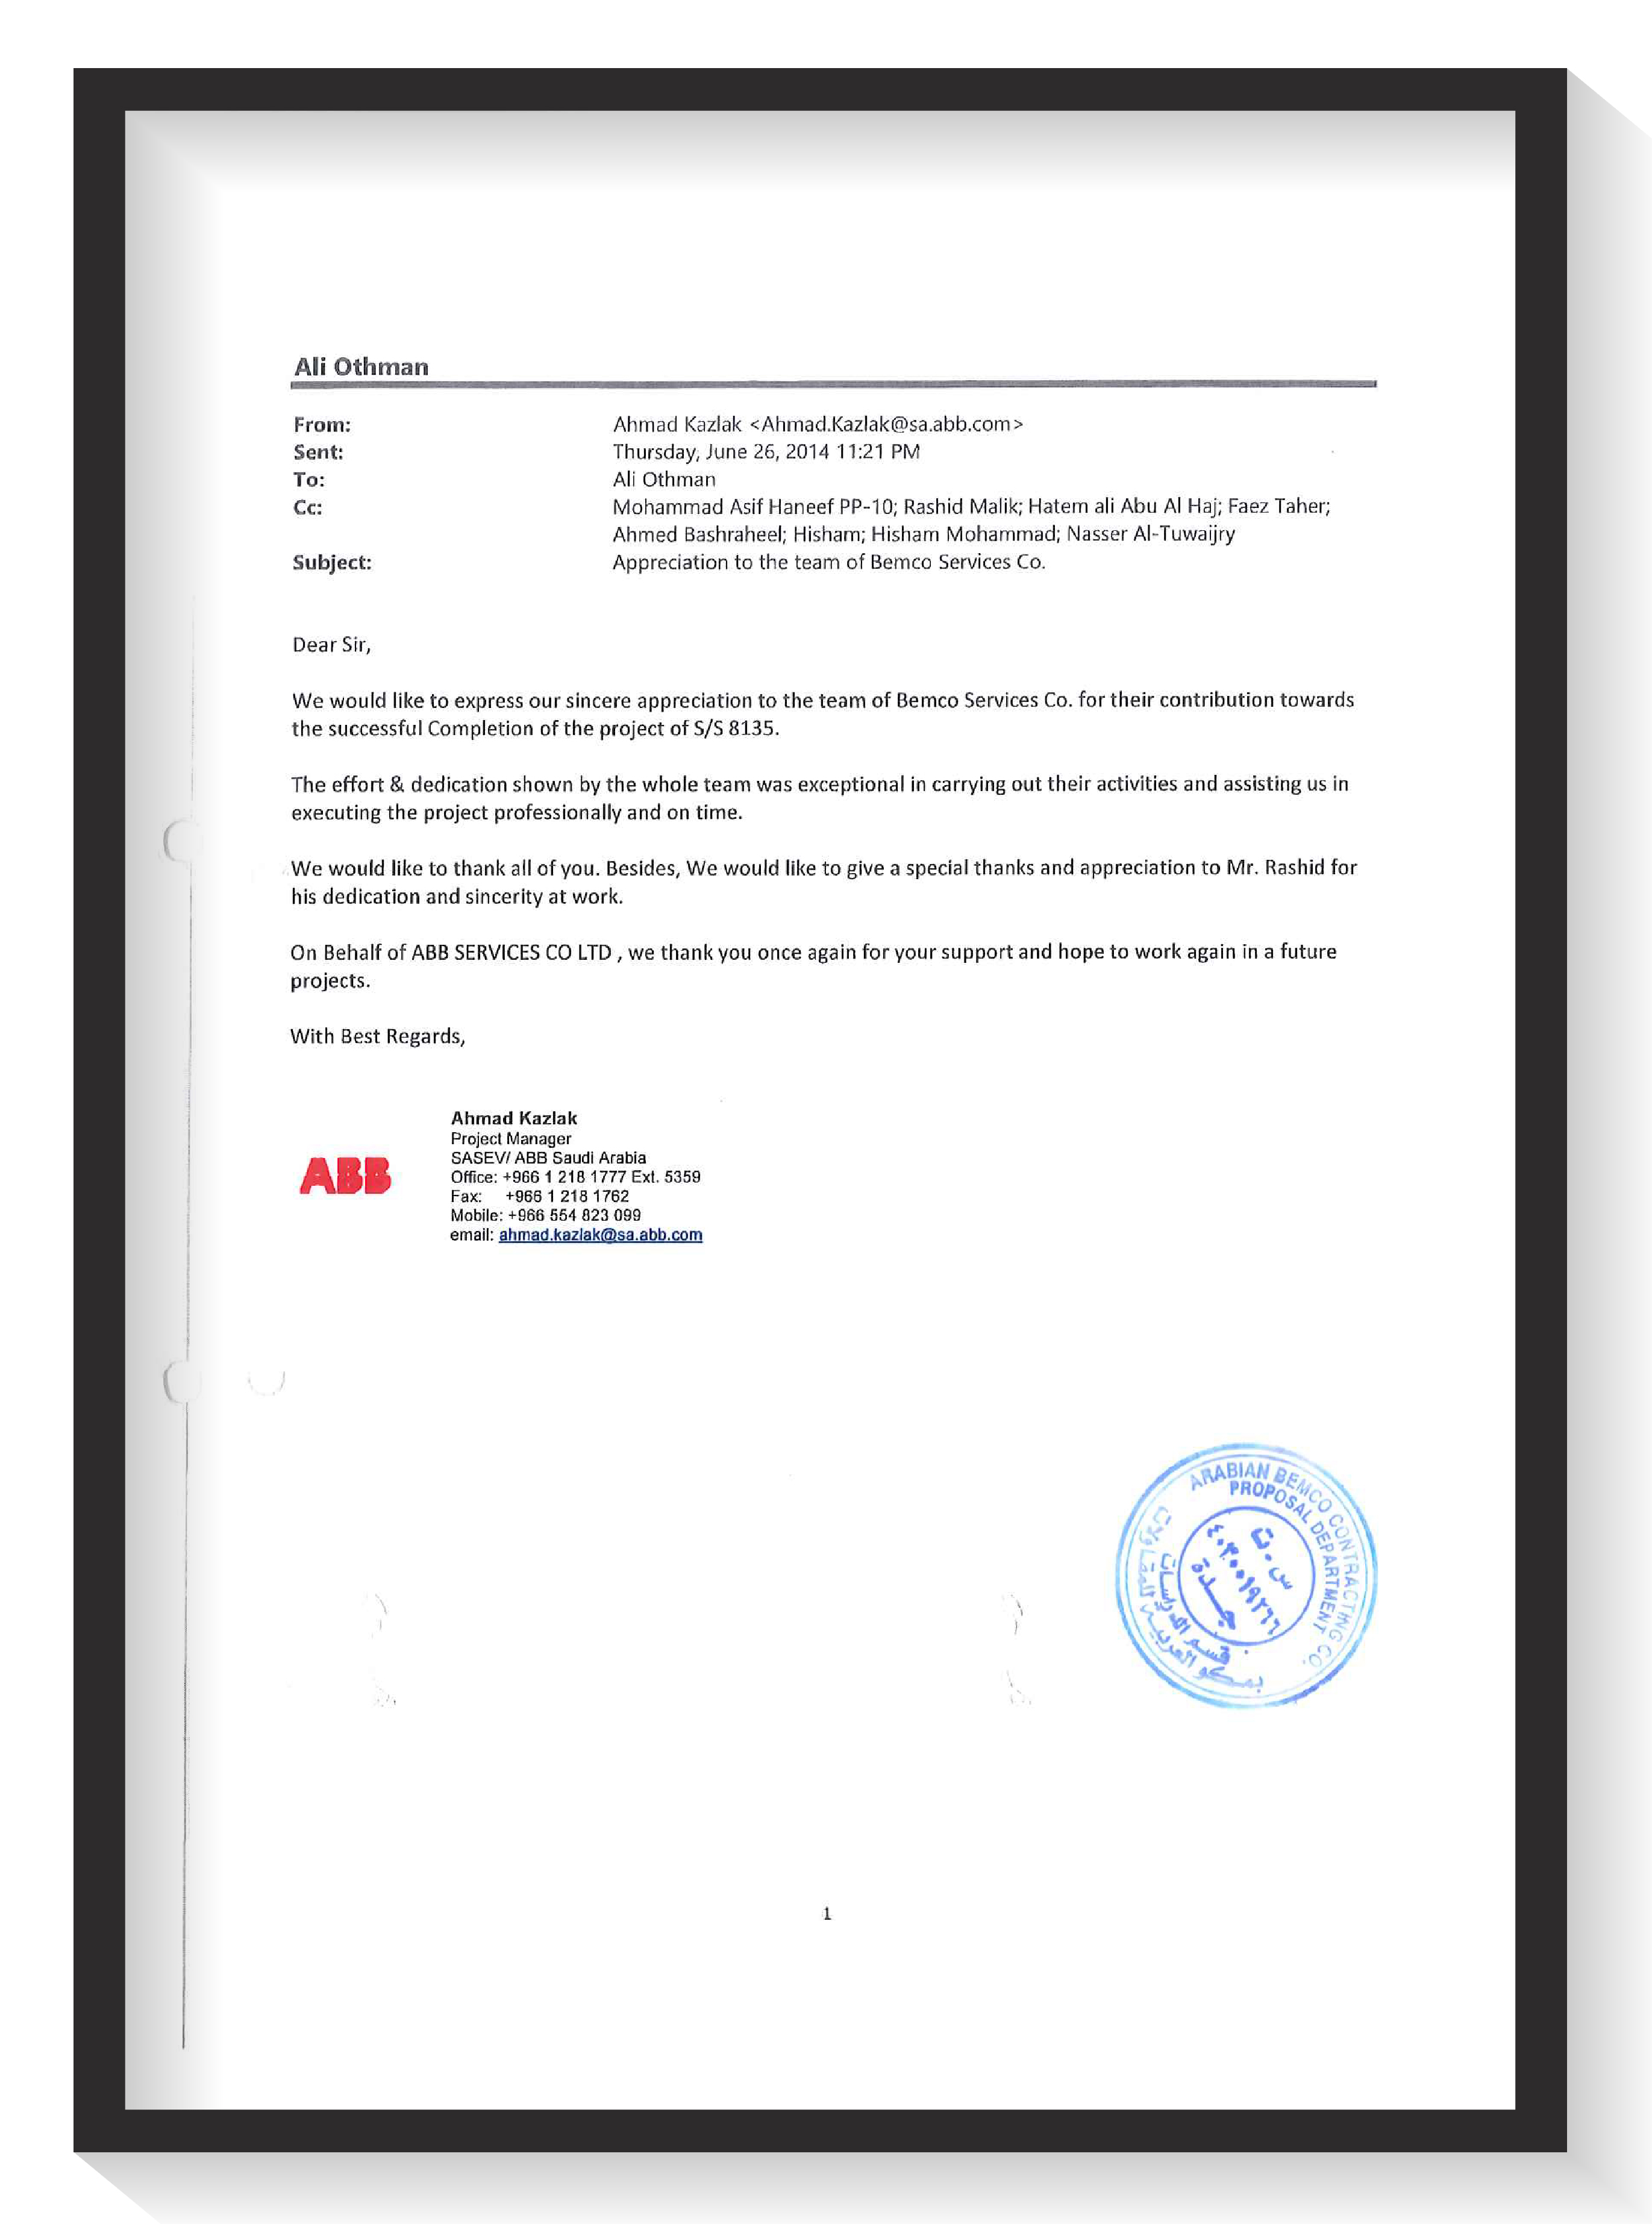 Ali Othman
From: Ahmad Kazlak <Ahmad.Kazlak@sa.abb.com>
Sent: Thursday, June 26, 2014 11:21 PM
To: Ali Othman
Cc: Mohammad Asif Haneef PP-10; Rashid Malik; Hatem ali Abu Al Haj; Faez Taher;
Ahmed Bashraheel; Hisham; Hisham Mohammad; Nasser Al-Tuwaijry
Subject: Appreciation to the team of Bemco Services Co.
Dear Sir,
We would like to express our sincere appreciation to the team of Bemco Services Co. for their contribution towards
the successful Completion of the project of S/S 8135.
The effort & dedication shown by the whole team was exceptional in carrying out their activities and assisting us in
executing the project professionally and on time.
We would like to thank all of you. Besides, We would like to give a special thanks and appreciation to Mr. Rashid for
his dedication and sincerity at work.
On Behalf of ABB SERVICES CO LTD , we thank you once again for your support and hope to work again in a future
projects.
With Best Regards,
ABB
Ahmad Kazlak
Project Manager
SASEV/ ABB Saudi Arabia
Office: +966 1 218 1777 Ext. 5359
Fax: +966 1 218 1762
Mobile: +966 554 823 099
email: ahmad.kazlak@sa.abb.com
ARABIAN BEMCO CONTRACTING CO.
PROPOSAL DEPARTMENT
س.ت
٤٠٣٠٠١٩٢٦٦
جدة
قسم الدراسات
بمكو العربية للمقاولات
1